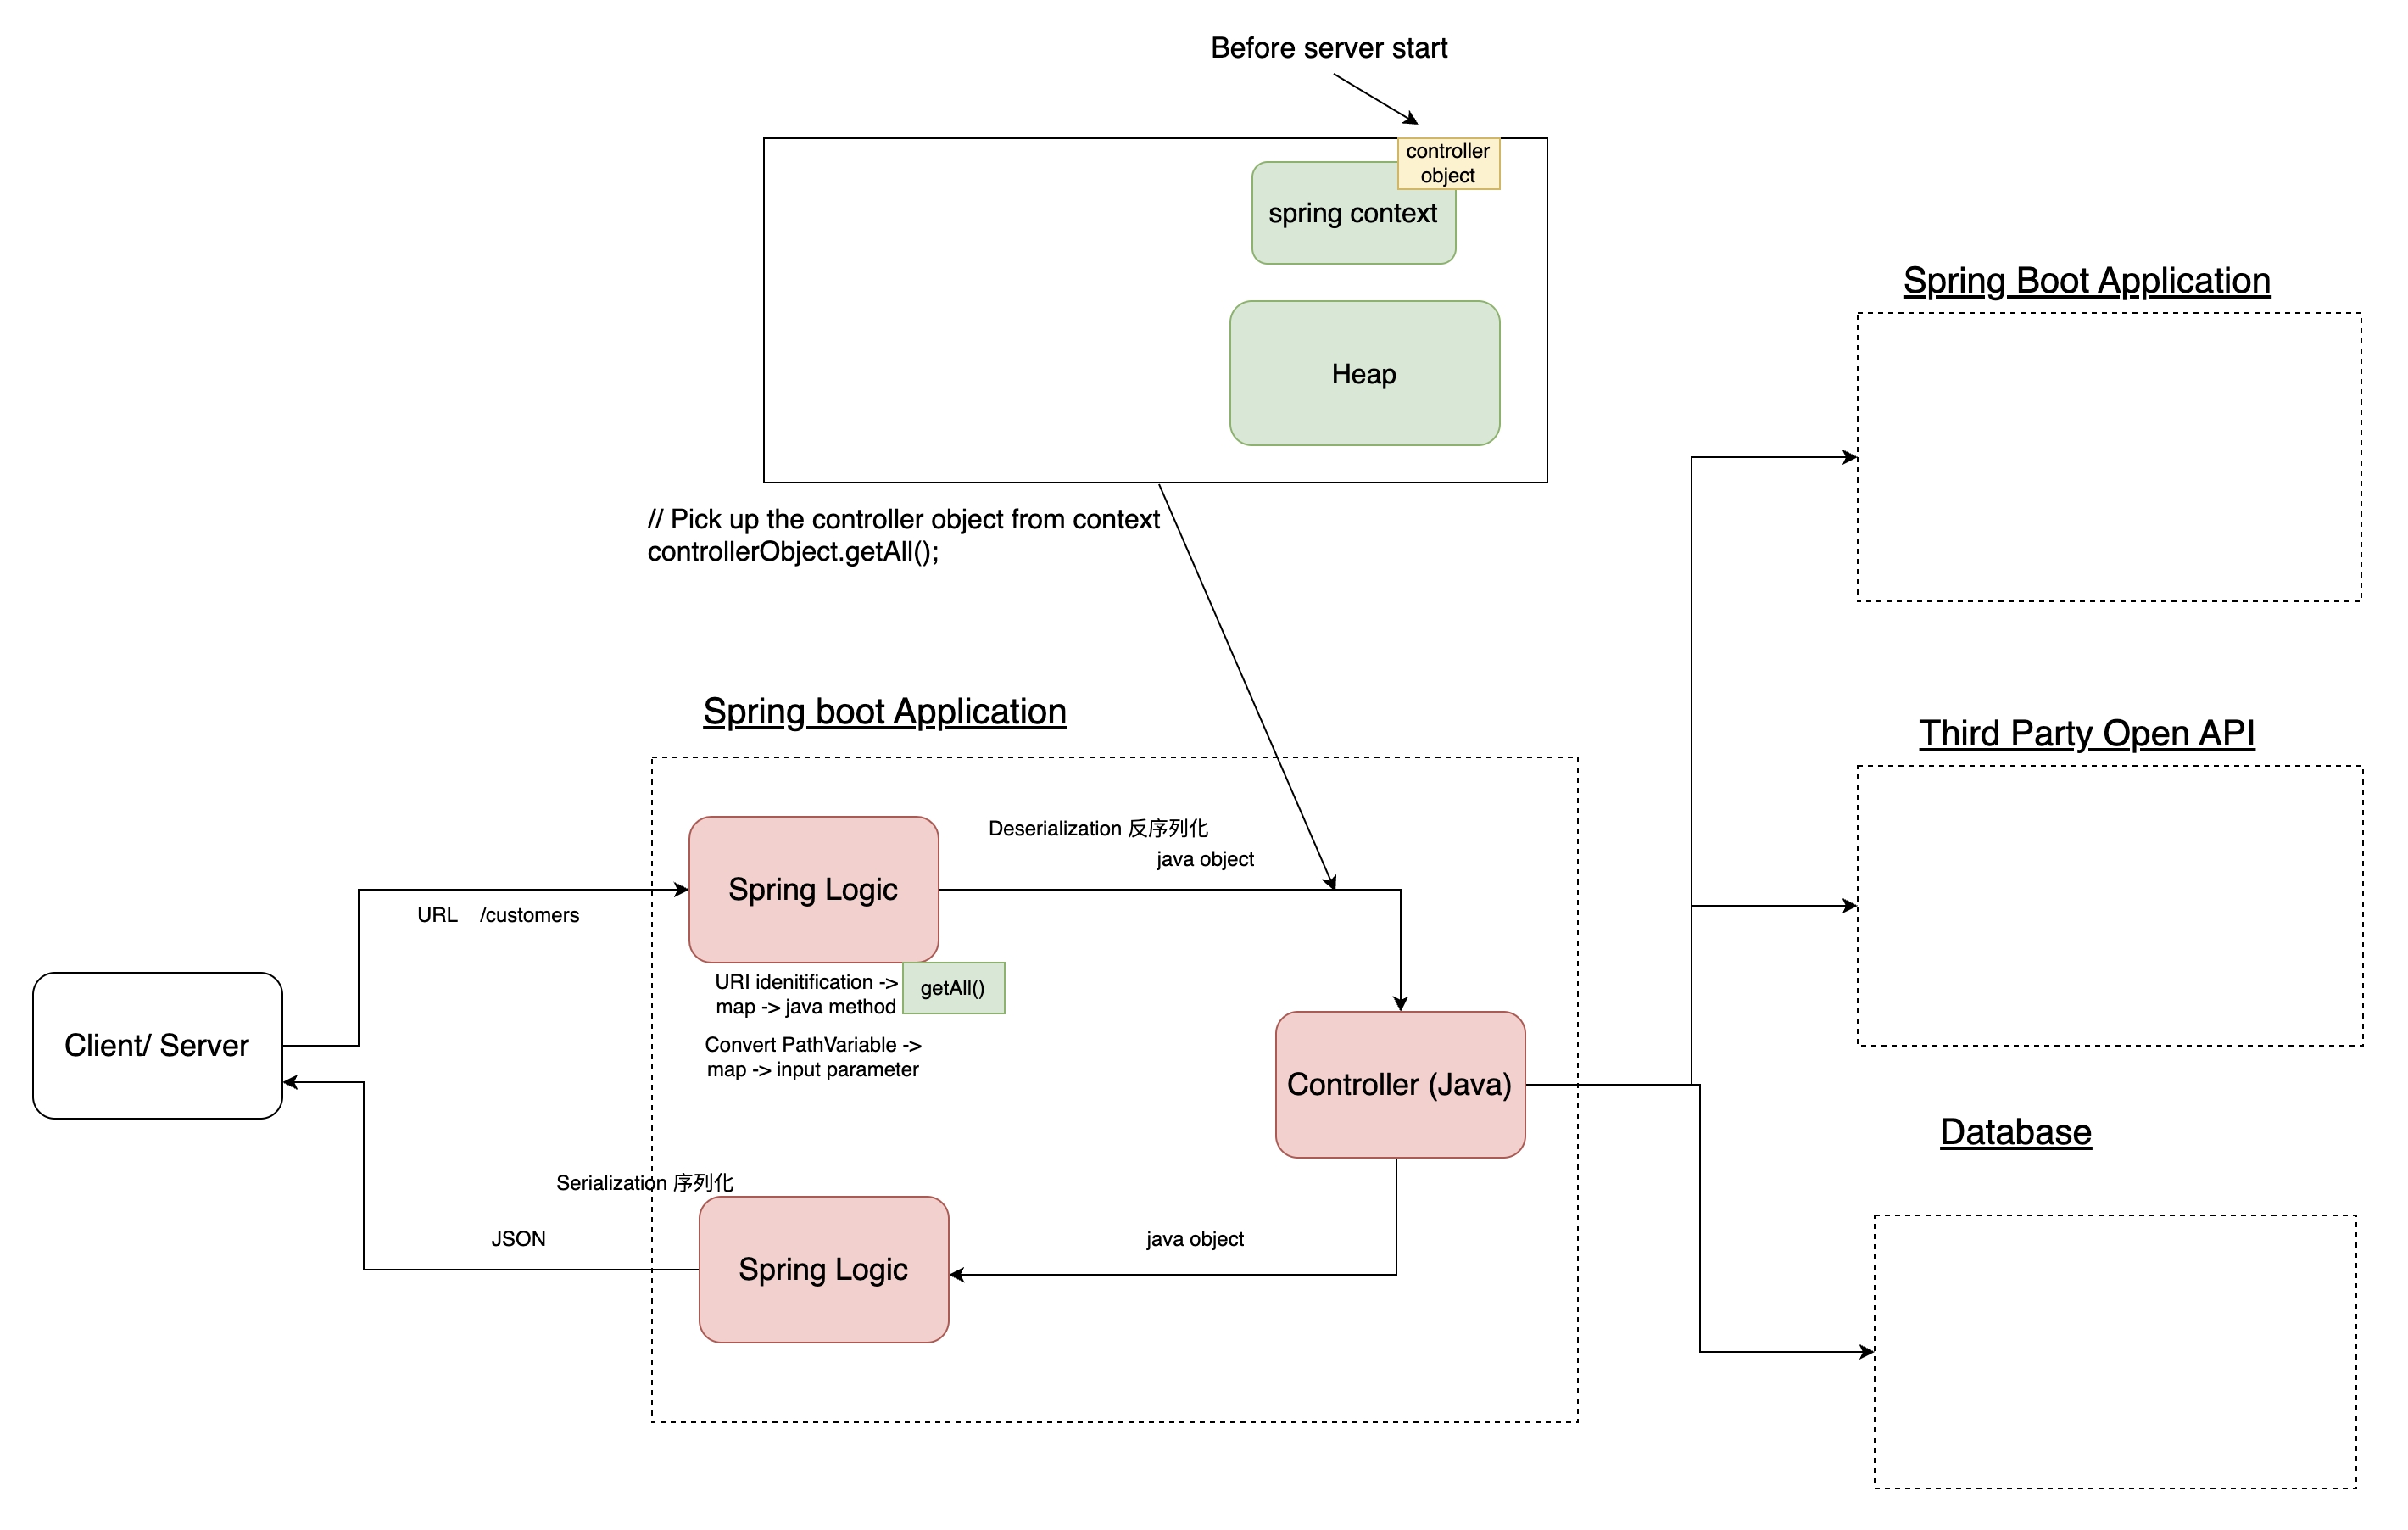 Before server start
controller
object
spring context
Heap
// Pick up the controller object from context
controllerObject.getAll();
Spring Boot Application
Spring boot Application
Third Party Open API
Deserialization 反序列化
java object
Spring Logic
URL /customers
URI idenitification ->
map -> java method
getAll()
Convert PathVariable ->
map -> input parameter
Client/ Server
Controller (Java)
Database
Serialization 序列化
JSON
java object
Spring Logic